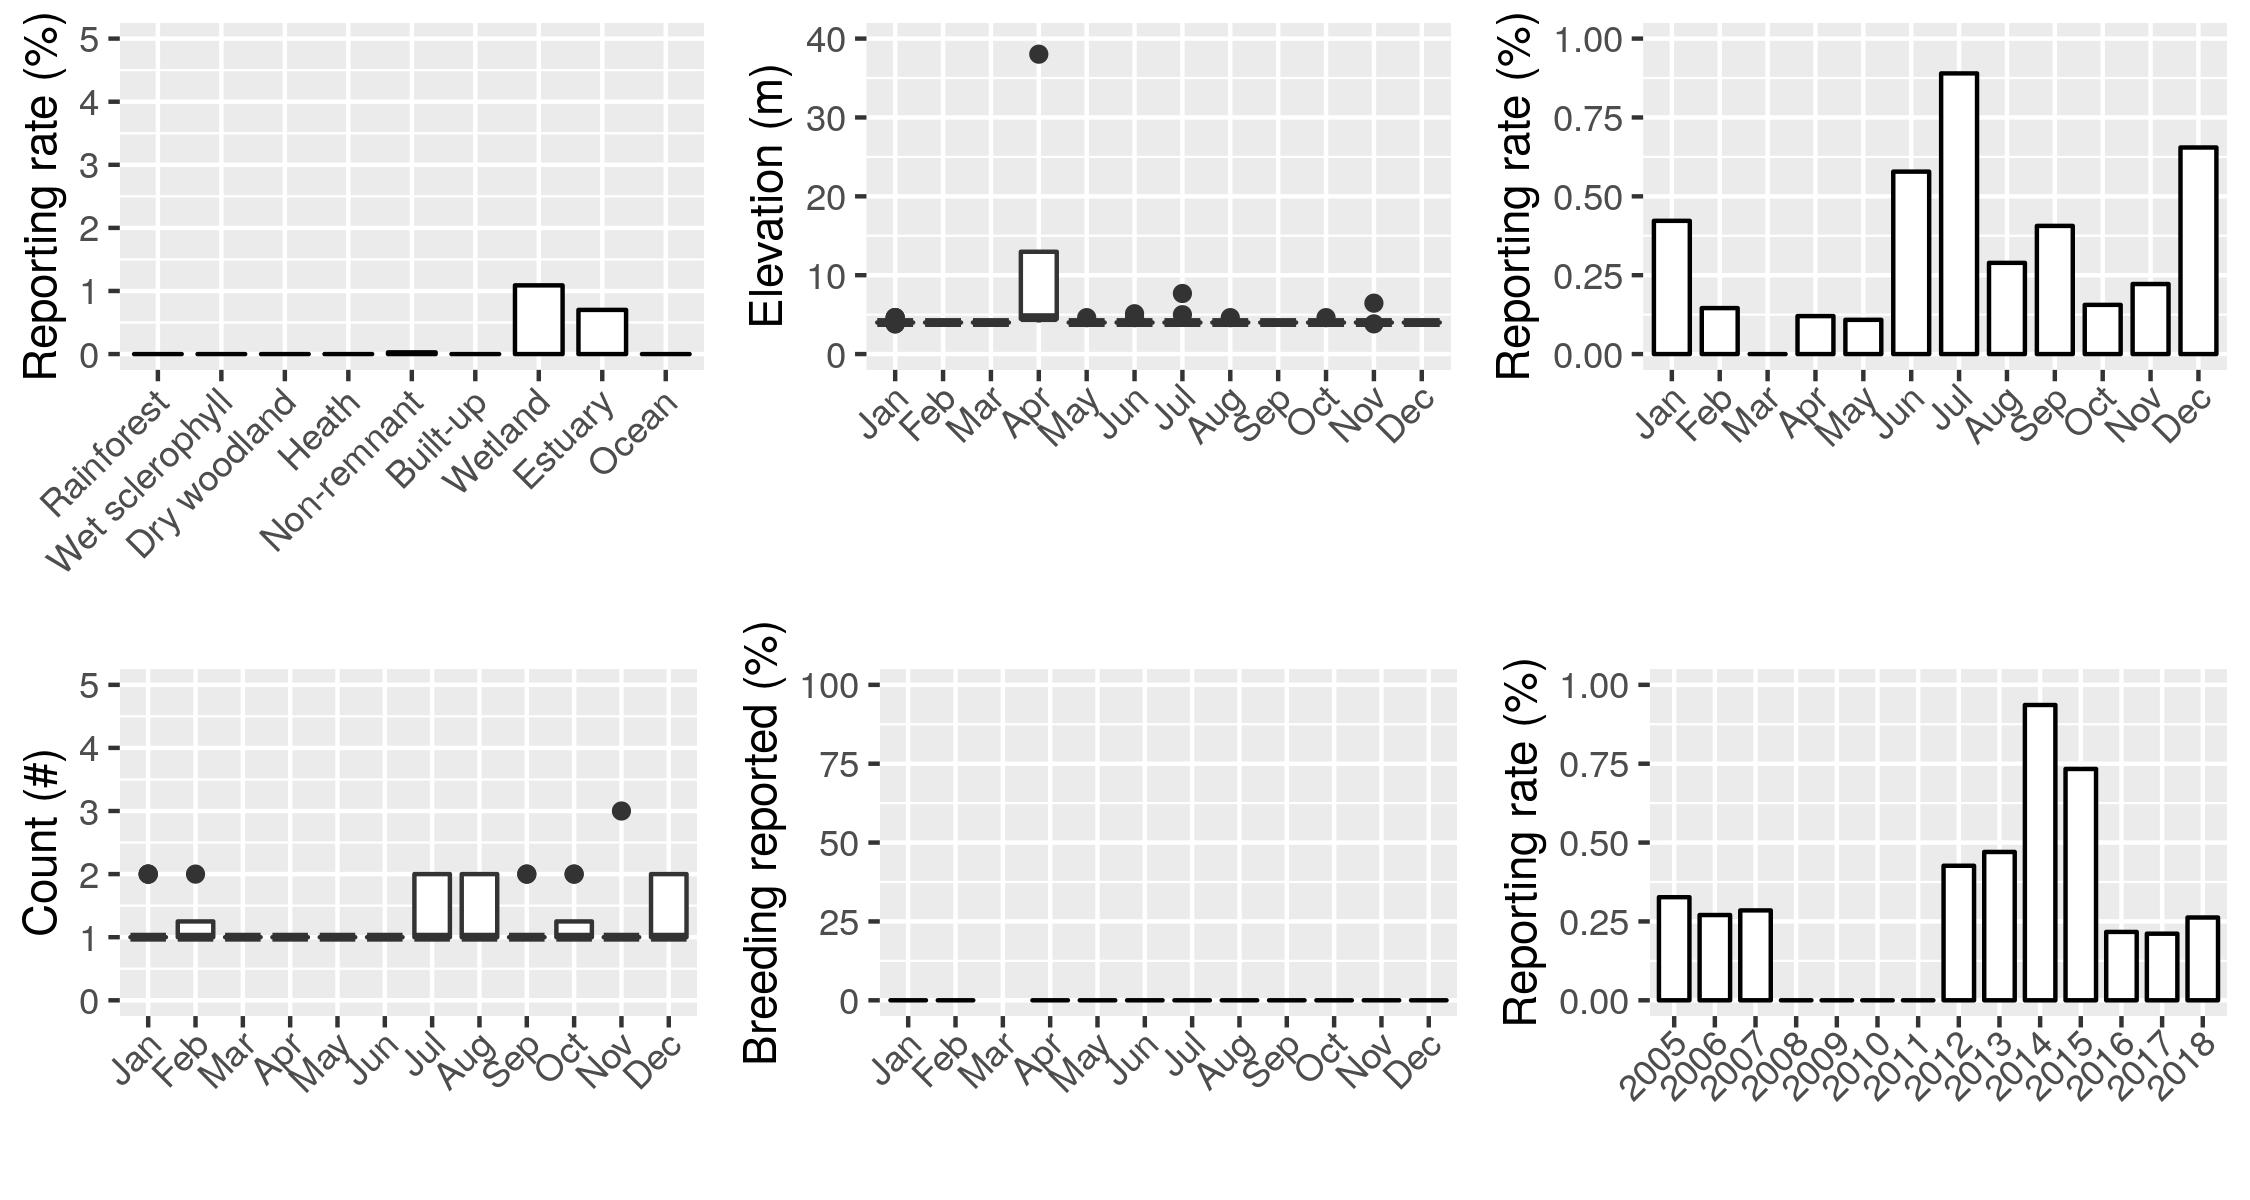 Reporting rate (%)
5
4
3
2
1
0
Rainforest
Wet sclerophyll
Dry woodland
Heath
Non-remnant
Built-up
Wetland
Estuary
Ocean
Elevation (m)
40
30
20
10
0
Jan
Feb
Mar
Apr
May
Jun
Jul
Aug
Sep
Oct
Nov
Dec
Reporting rate (%)
1.00
0.75
0.50
0.25
0.00
Jan
Feb
Mar
Apr
May
Jun
Jul
Aug
Sep
Oct
Nov
Dec
Count (#)
5
4
3
2
1
0
Jan
Feb
Mar
Apr
May
Jun
Jul
Aug
Sep
Oct
Nov
Dec
Breeding reported (%)
100
75
50
25
0
Jan
Feb
Mar
Apr
May
Jun
Jul
Aug
Sep
Oct
Nov
Dec
Reporting rate (%)
1.00
0.75
0.50
0.25
0.00
2005
2006
2007
2008
2009
2010
2011
2012
2013
2014
2015
2016
2017
2018